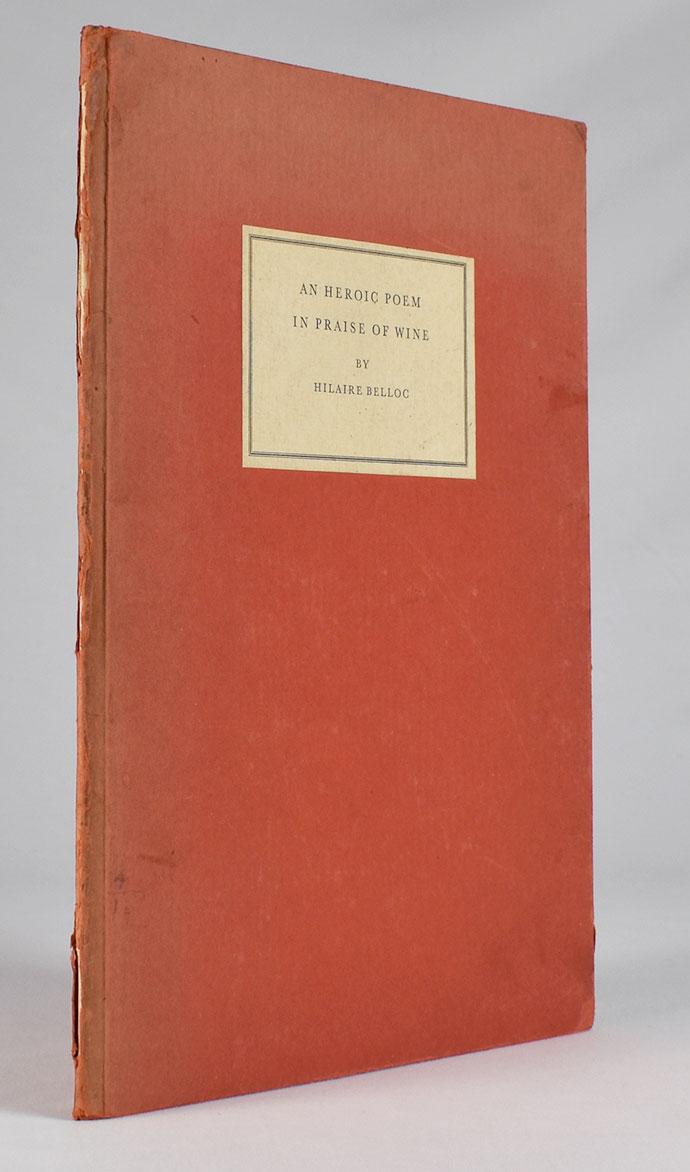 AN HEROIC POEM
IN PRAISE OF WINE
BY
HILAIRE BELLOC